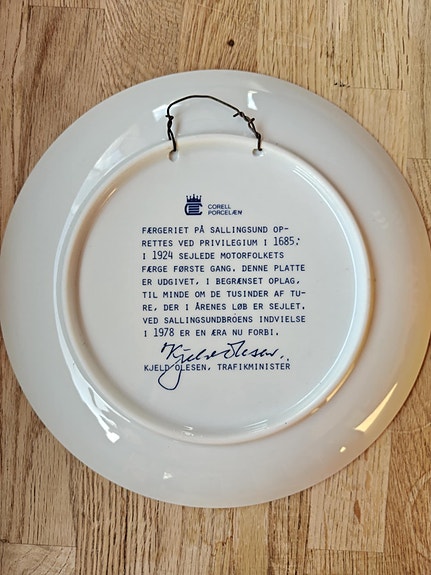 CORELL
PORCELÆN
FÆRGERIET PÅ SALLINGSUND OP-
RETTES VED PRIVILEGIUM I 1685.
I 1924 SEJLEDE MOTORFOLKETS
FÆRGE FØRSTE GANG. DENNE PLATTE
ER UDGIVET, I BEGRÆNSET OPLAG,
TIL MINDE OM DE TUSINDER AF TU-
RE, DER I ÅRENES LØB ER SEJLET.
VED SALLINGSUNDBROENS INDVIELSE
I 1978 ER EN ÆRA NU FORBI.
Kjeld Olesen
KJELD OLESEN, TRAFIKMINISTER